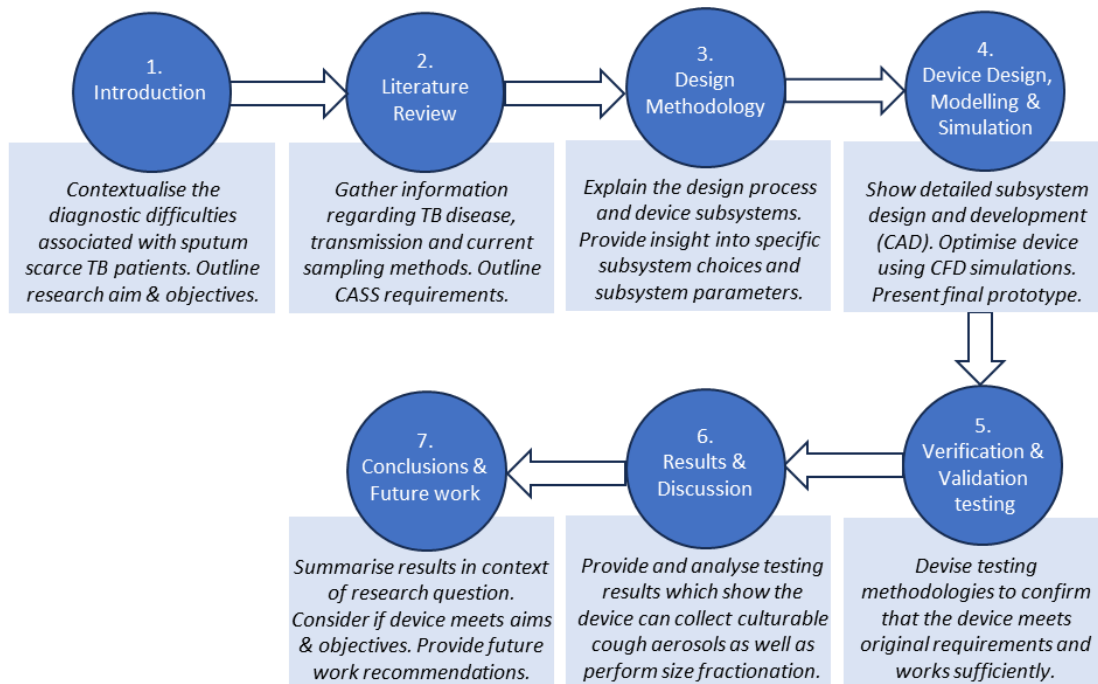 1.
Introduction
Contextualise the
diagnostic difficulties
associated with sputum
scarce TB patients. Outline
research aim & objectives.
2.
Literature
Review
Gather information
regarding TB disease,
transmission and current
sampling methods. Outline
CASS requirements.
3.
Design
Methodology
Explain the design process
and device subsystems.
Provide insight into specific
subsystem choices and
subsystem parameters.
4.
Device Design,
Modelling &
Simulation
Show detailed subsystem
design and development
(CAD). Optimise device
using CFD simulations.
Present final prototype.
5.
Verification &
Validation
testing
Devise testing
methodologies to confirm
that the device meets
original requirements and
works sufficiently.
6.
Results &
Discussion
Provide and analyse testing
results which show the
device can collect culturable
cough aerosols as well as
perform size fractionation.
7.
Conclusions &
Future work
Summarise results in context
of research question.
Consider if device meets aims
& objectives. Provide future
work recommendations.